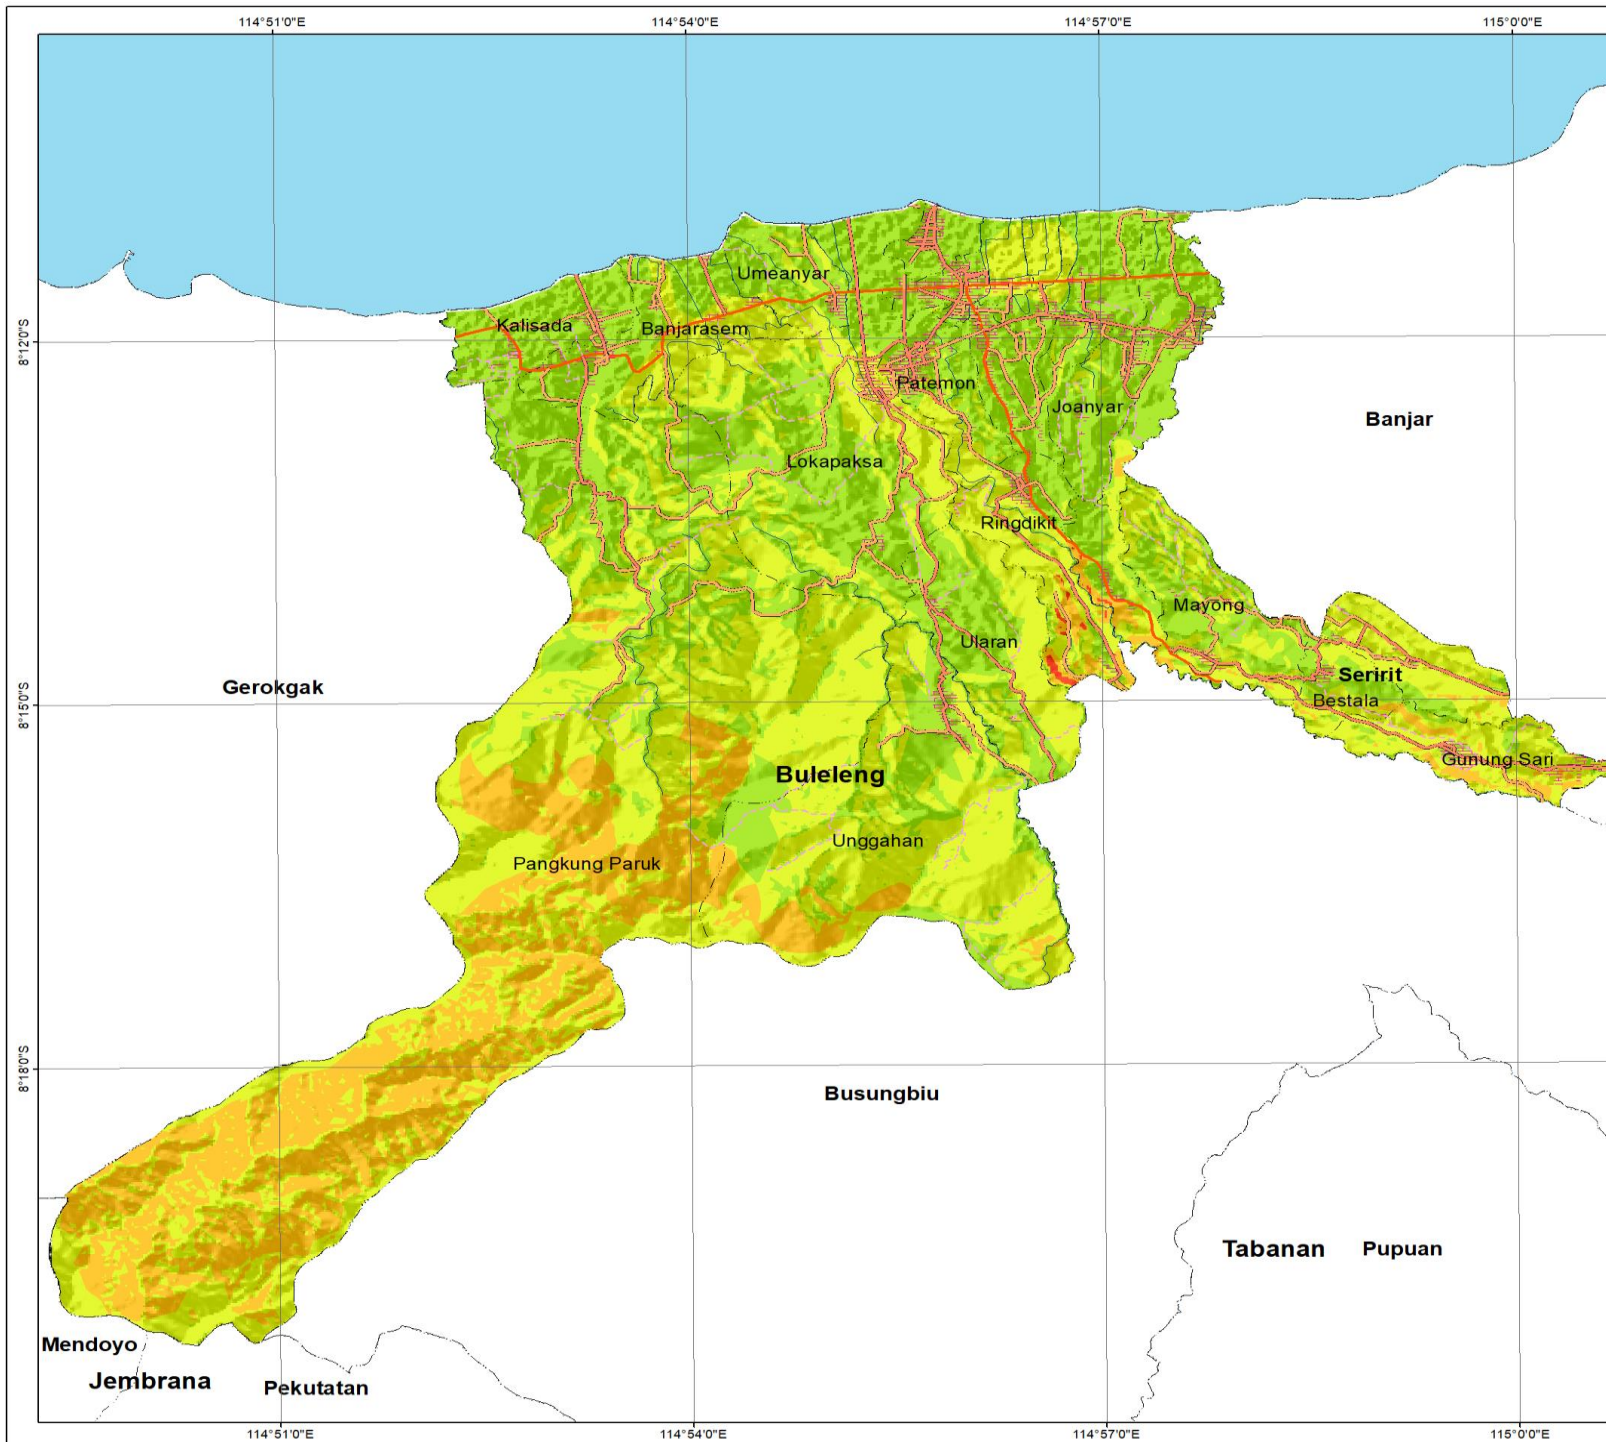 114°51'0"E
114°54'0"E
114°57'0"E
115°0'0"E
Umeanyar
Kalisada
Banjarasem
8°12'0"S
Patemon
Joanyar
Banjar
Lokapaksa
Ringdikit
Mayong
Ularan
Seririt
Gerokgak
Bestala
8°15'0"S
Gunung Sari
Buleleng
Unggahan
Pangkung Paruk
8°18'0"S
Busungbiu
Tabanan
Pupuan
Mendoyo
Jembrana
Pekutatan
114°51'0"E
114°54'0"E
114°57'0"E
115°0'0"E